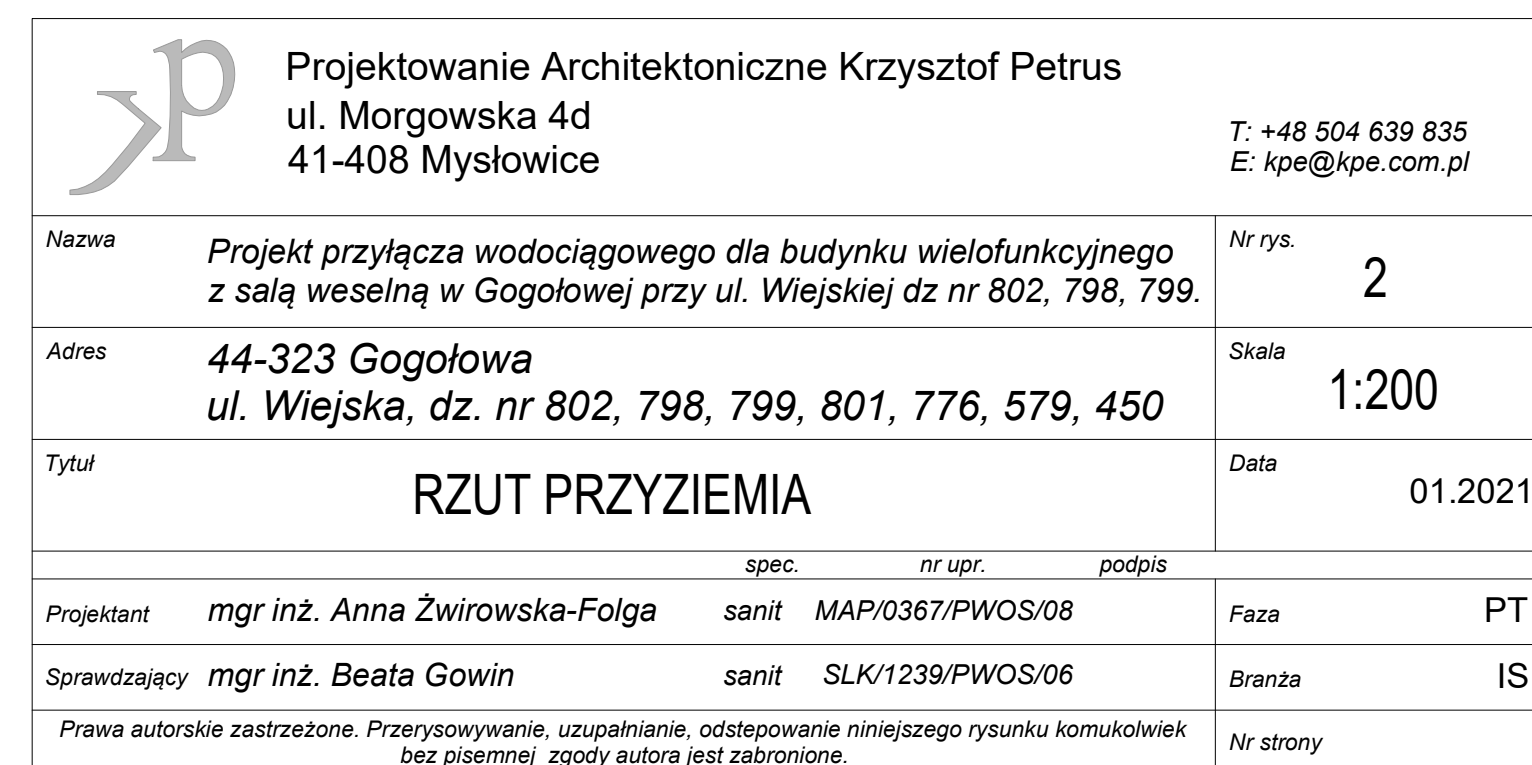 kp
Projektowanie Architektoniczne Krzysztof Petrus
ul. Morgowska 4d
41-408 Mysłowice
T: +48 504 639 835
E: kpe@kpe.com.pl
Nazwa
Projekt przyłącza wodociągowego dla budynku wielofunkcyjnego
z salą weselną w Gogołowej przy ul. Wiejskiej dz nr 802, 798, 799.
Nr rys.
2
Adres
44-323 Gogołowa
ul. Wiejska, dz. nr 802, 798, 799, 801, 776, 579, 450
Skala
1:200
Tytuł
RZUT PRZYZIEMIA
Data
01.2021
spec. nr upr. podpis
Projektant mgr inż. Anna Żwirowska-Folga sanit MAP/0367/PWOS/08
Faza PT
Sprawdzający mgr inż. Beata Gowin sanit SLK/1239/PWOS/06
Branża IS
Prawa autorskie zastrzeżone. Przerysowywanie, uzupałnianie, odstepowanie niniejszego rysunku komukolwiek
bez pisemnej zgody autora jest zabronione.
Nr strony